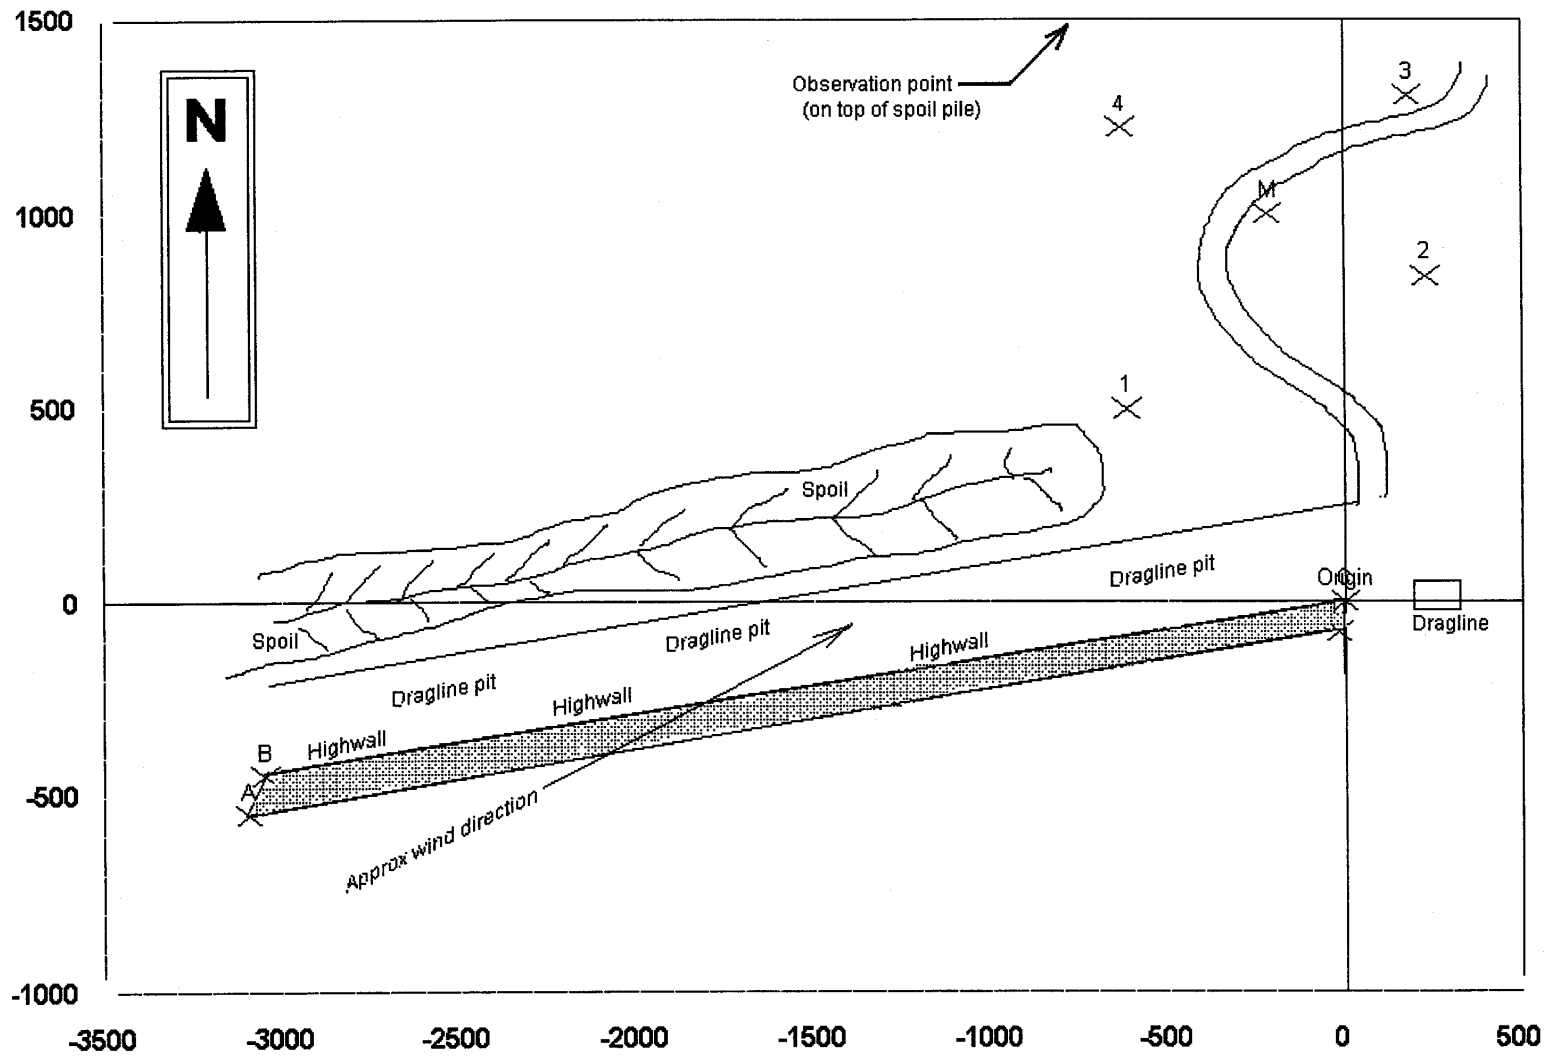 1500
1000
500
0
-500
-1000
N
Observation point
(on top of spoil pile)
4
3
M
2
1
Spoil
Spoil
Dragline pit
Dragline pit
Dragline pit
Origin
Dragline
Highwall
Highwall
Highwall
B
A
Approx wind direction
-3500 -3000 -2500 -2000 -1500 -1000 -500 0 500